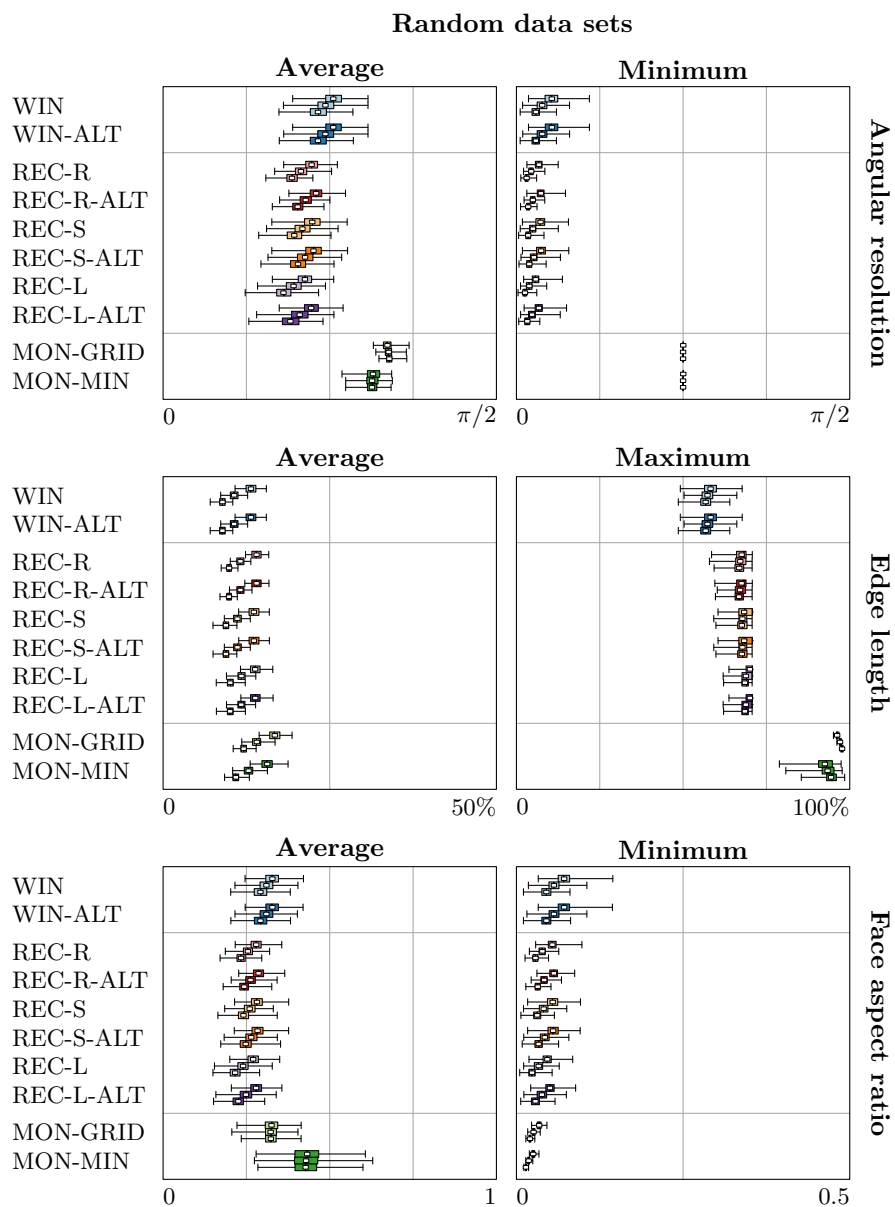 Random data sets
Average Minimum
WIN
WIN-ALT
REC-R
REC-R-ALT
REC-S
REC-S-ALT
REC-L
REC-L-ALT
MON-GRID
MON-MIN
0 π/2 0 π/2
Angular resolution
Average Maximum
WIN
WIN-ALT
REC-R
REC-R-ALT
REC-S
REC-S-ALT
REC-L
REC-L-ALT
MON-GRID
MON-MIN
0 50% 0 100%
Edge length
Average Minimum
WIN
WIN-ALT
REC-R
REC-R-ALT
REC-S
REC-S-ALT
REC-L
REC-L-ALT
MON-GRID
MON-MIN
0 1 0 0.5
Face aspect ratio